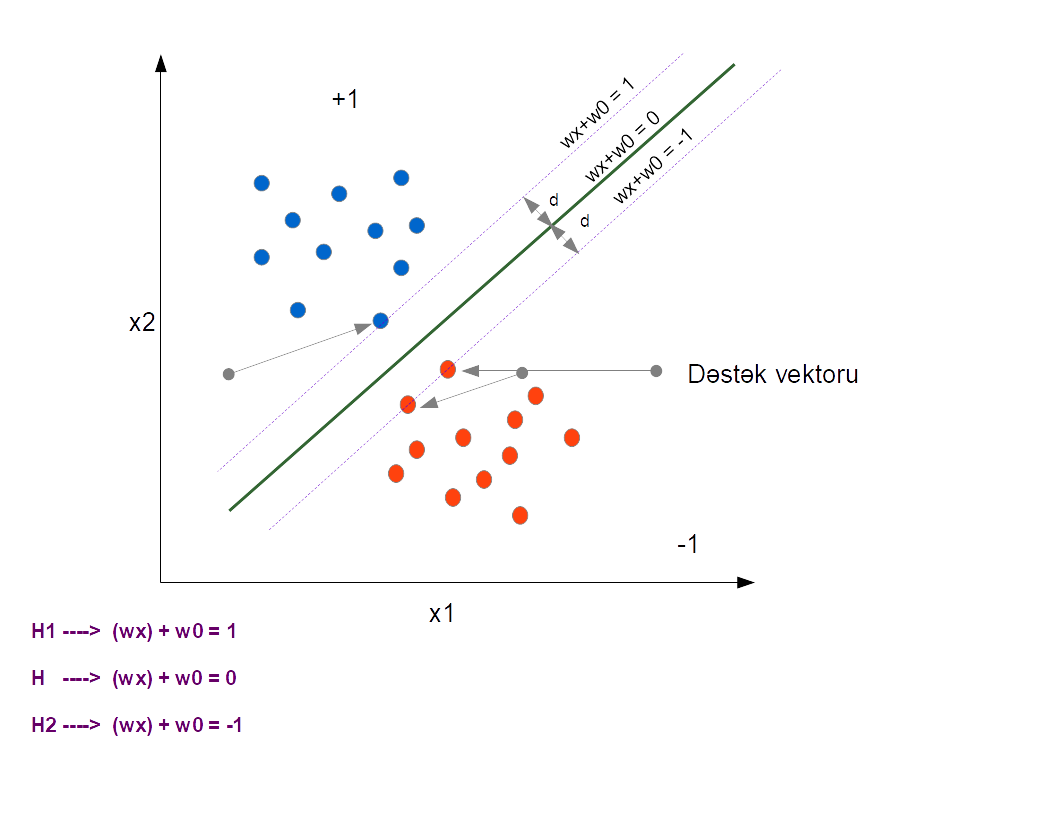 +1
wx+w0 = 1
wx+w0 = 0
wx+w0 = -1
d
d
x2
Dəstək vektoru
-1
x1
H1 ----> (wx) + w0 = 1
H ----> (wx) + w0 = 0
H2 ----> (wx) + w0 = -1